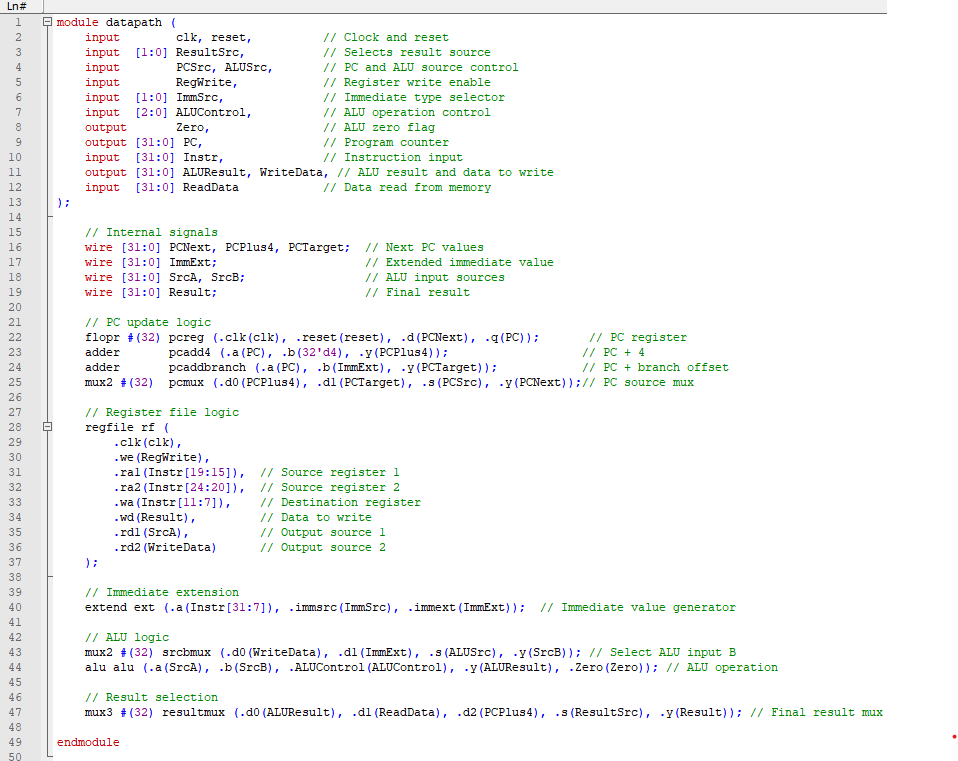 Ln#
1 module datapath (
2 input clk, reset, // Clock and reset
3 input [1:0] ResultSrc, // Selects result source
4 input PCSrc, ALUSrc, // PC and ALU source control
5 input RegWrite, // Register write enable
6 input [1:0] ImmSrc, // Immediate type selector
7 input [2:0] ALUControl, // ALU operation control
8 output Zero, // ALU zero flag
9 output [31:0] PC, // Program counter
10 input [31:0] Instr, // Instruction input
11 output [31:0] ALUResult, WriteData, // ALU result and data to write
12 input [31:0] ReadData // Data read from memory
13 );
14
15 // Internal signals
16 wire [31:0] PCNext, PCPlus4, PCTarget; // Next PC values
17 wire [31:0] ImmExt; // Extended immediate value
18 wire [31:0] SrcA, SrcB; // ALU input sources
19 wire [31:0] Result; // Final result
20
21 // PC update logic
22 flopr #(32) pcreg (.clk(clk), .reset(reset), .d(PCNext), .q(PC)); // PC register
23 adder pcadd4 (.a(PC), .b(32'd4), .y(PCPlus4)); // PC + 4
24 adder pcaddbranch (.a(PC), .b(ImmExt), .y(PCTarget)); // PC + branch offset
25 mux2 #(32) pcmux (.d0(PCPlus4), .d1(PCTarget), .s(PCSrc), .y(PCNext));// PC source mux
26
27 // Register file logic
28 regfile rf (
29 .clk(clk),
30 .we(RegWrite),
31 .ra1(Instr[19:15]), // Source register 1
32 .ra2(Instr[24:20]), // Source register 2
33 .wa(Instr[11:7]), // Destination register
34 .wd(Result), // Data to write
35 .rd1(SrcA), // Output source 1
36 .rd2(WriteData) // Output source 2
37 );
38
39 // Immediate extension
40 extend ext (.a(Instr[31:7]), .immsrc(ImmSrc), .immext(ImmExt)); // Immediate value generator
41
42 // ALU logic
43 mux2 #(32) srcbmux (.d0(WriteData), .d1(ImmExt), .s(ALUSrc), .y(SrcB)); // Select ALU input B
44 alu alu (.a(SrcA), .b(SrcB), .ALUControl(ALUControl), .y(ALUResult), .Zero(Zero)); // ALU operation
45
46 // Result selection
47 mux3 #(32) resultmux (.d0(ALUResult), .d1(ReadData), .d2(PCPlus4), .s(ResultSrc), .y(Result)); // Final result mux
48
49 endmodule
50